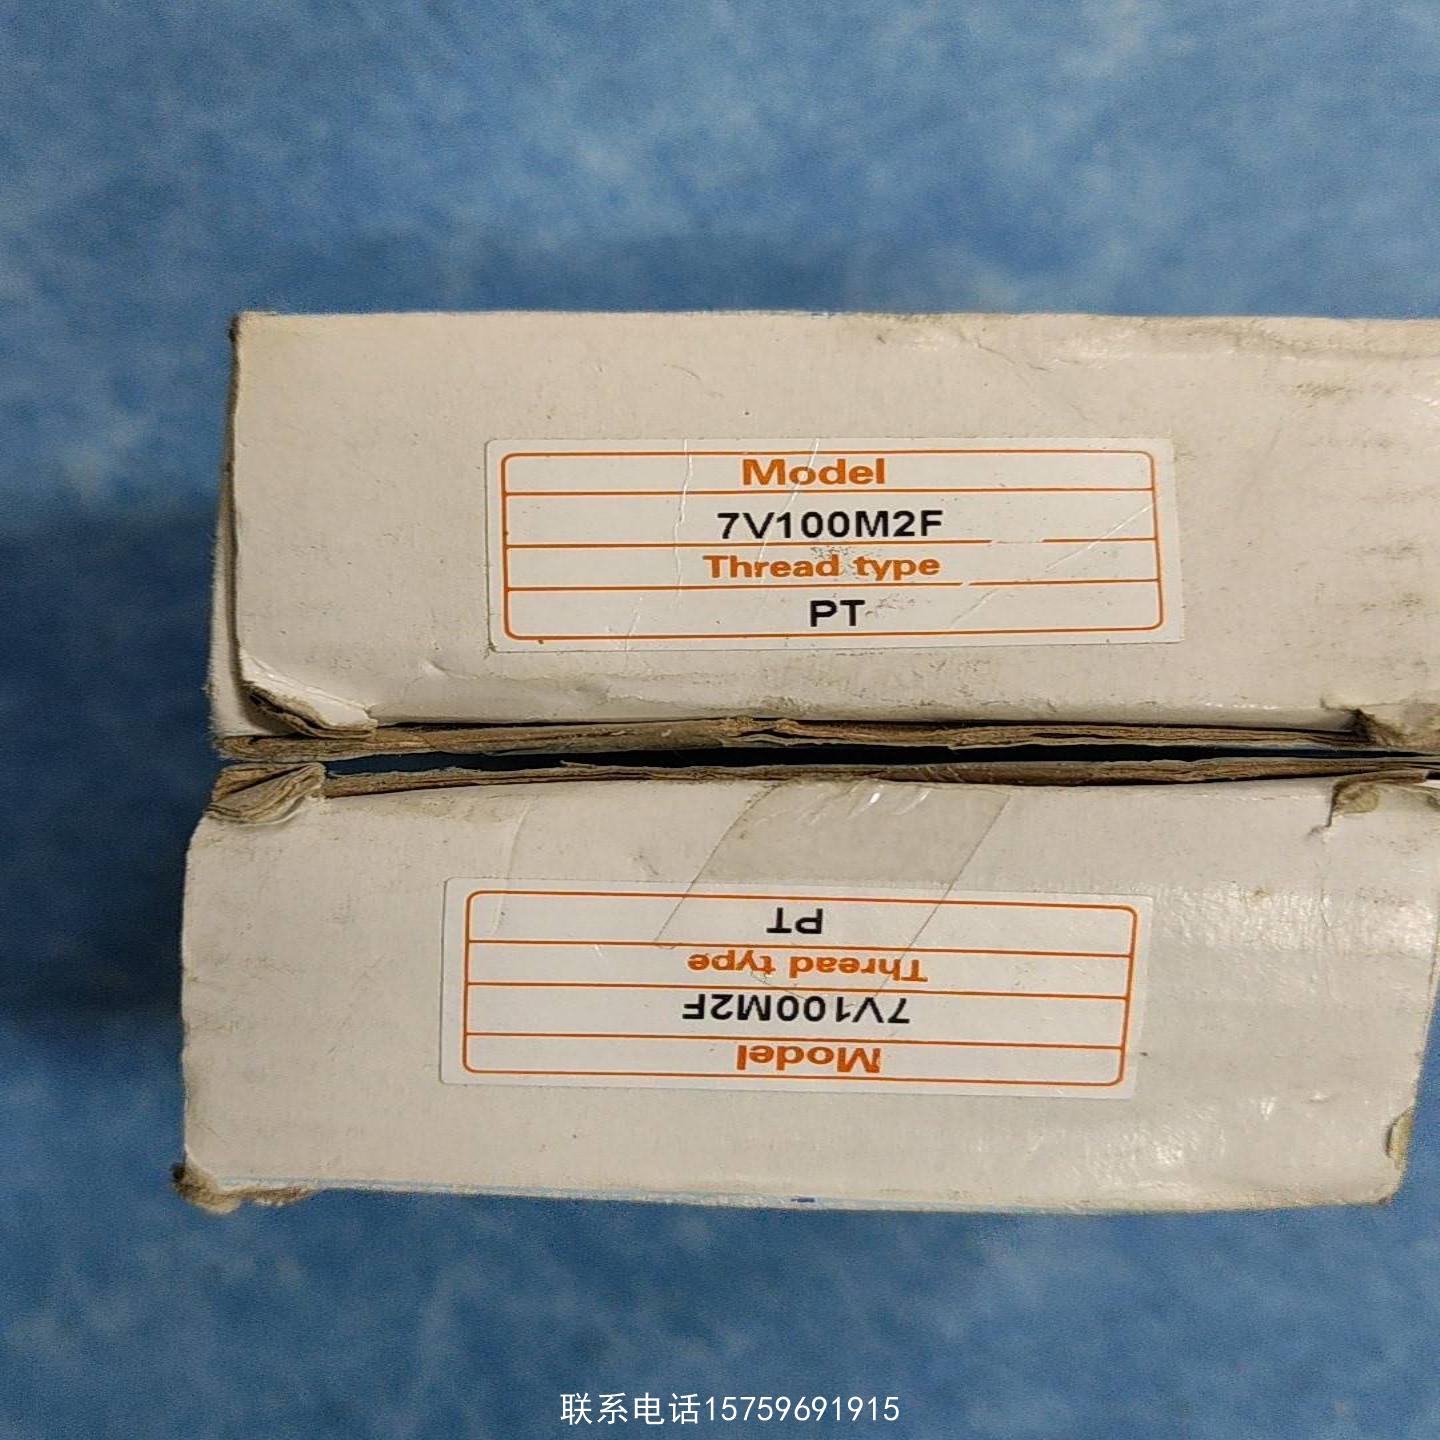 Model
7V100M2F
Thread type
PT
PT
Thread type
7V100M2F
Model
联系电话15759691915